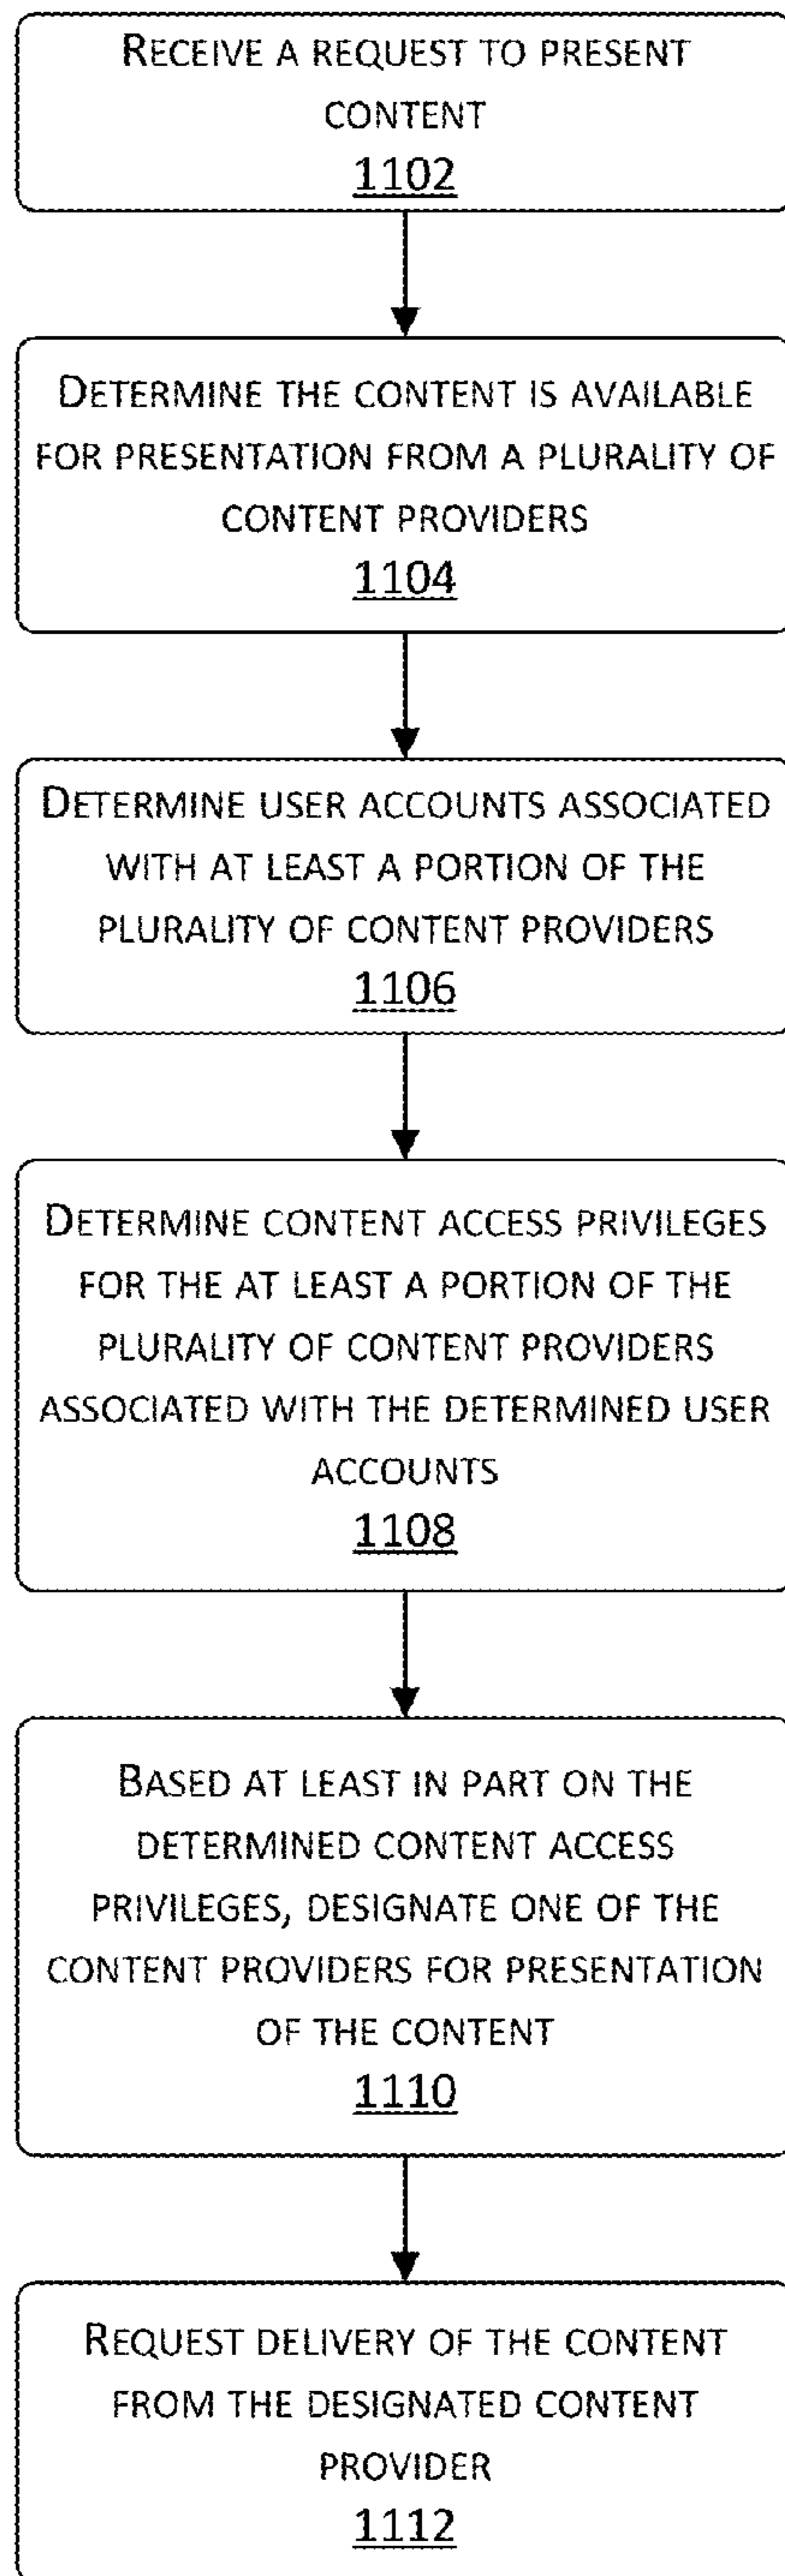 RECEIVE A REQUEST TO PRESENT
CONTENT
1102
DETERMINE THE CONTENT IS AVAILABLE
FOR PRESENTATION FROM A PLURALITY OF
CONTENT PROVIDERS
1104
DETERMINE USER ACCOUNTS ASSOCIATED
WITH AT LEAST A PORTION OF THE
PLURALITY OF CONTENT PROVIDERS
1106
DETERMINE CONTENT ACCESS PRIVILEGES
FOR THE AT LEAST A PORTION OF THE
PLURALITY OF CONTENT PROVIDERS
ASSOCIATED WITH THE DETERMINED USER
ACCOUNTS
1108
BASED AT LEAST IN PART ON THE
DETERMINED CONTENT ACCESS
PRIVILEGES, DESIGNATE ONE OF THE
CONTENT PROVIDERS FOR PRESENTATION
OF THE CONTENT
1110
REQUEST DELIVERY OF THE CONTENT
FROM THE DESIGNATED CONTENT
PROVIDER
1112